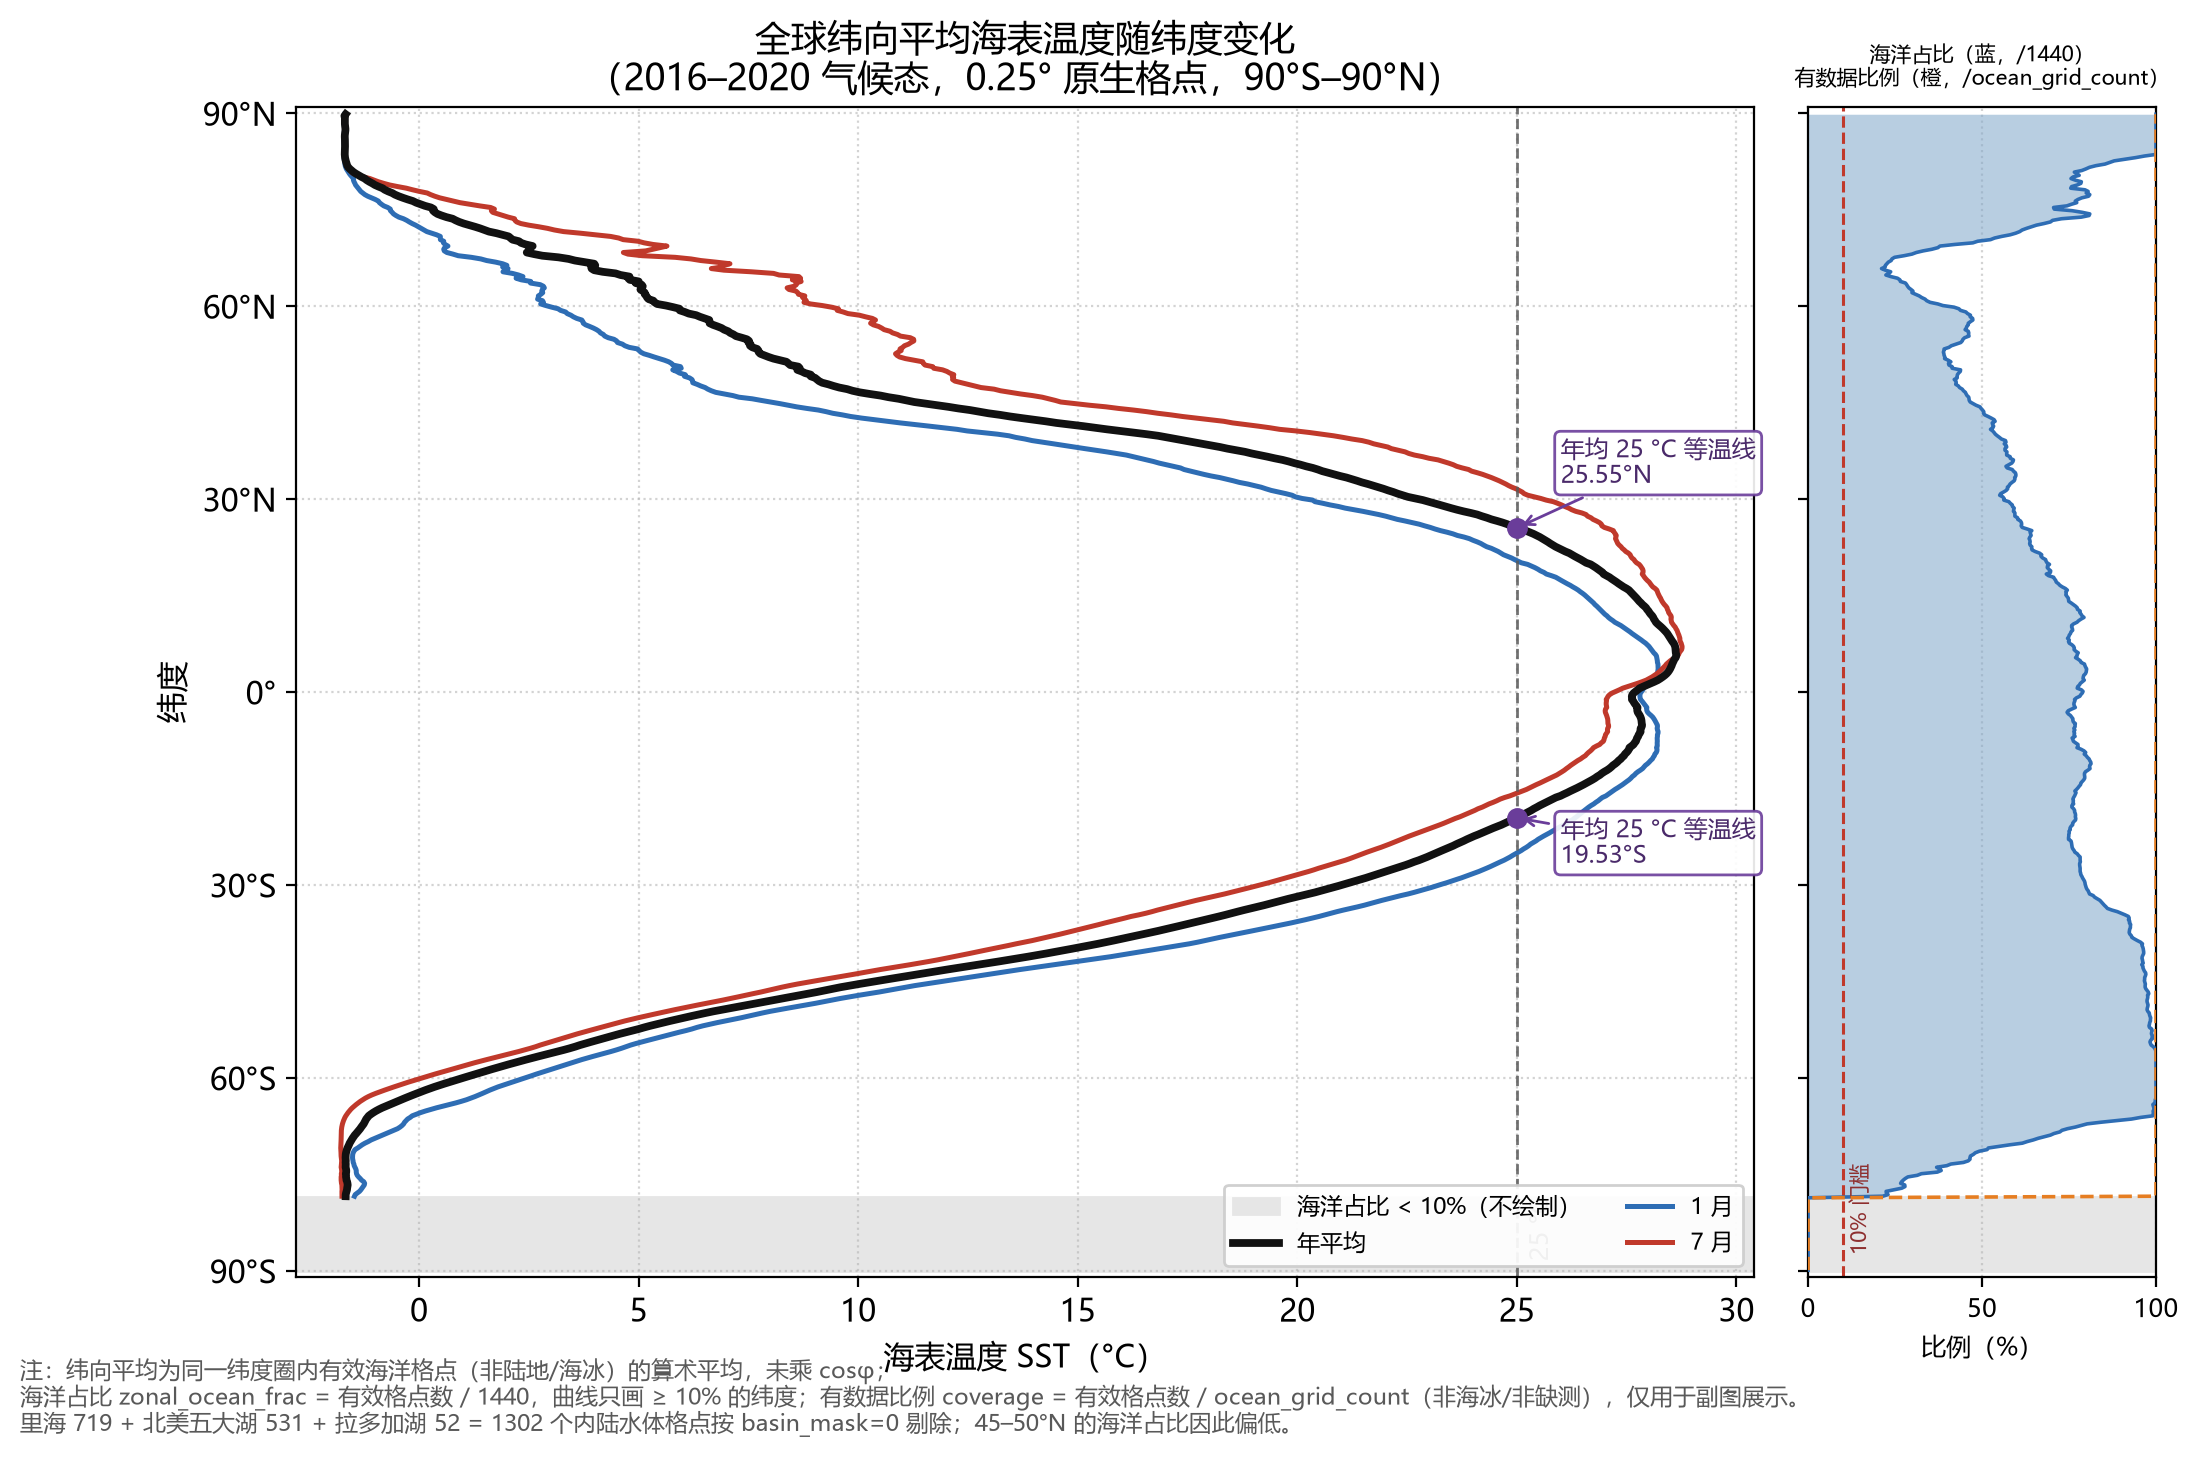 全球纬向平均海表温度随纬度变化
（2016–2020 气候态，0.25° 原生格点，90°S–90°N）
海洋占比（蓝，/1440）
有数据比例（橙，/ocean_grid_count）
90°N
60°N
30°N
0°
30°S
60°S
90°S
纬度
年均 25 °C 等温线
25.55°N
年均 25 °C 等温线
19.53°S
10% 门槛
海洋占比 < 10%（不绘制）
年平均
1 月
7 月
25
0
5
10
15
20
25
30
0
50
100
海表温度 SST（°C）
比例（%）
注：纬向平均为同一纬度圈内有效海洋格点（非陆地/海冰）的算术平均，未乘 cosφ；
海洋占比 zonal_ocean_frac = 有效格点数 / 1440，曲线只画 ≥ 10% 的纬度；有数据比例 coverage = 有效格点数 / ocean_grid_count（非海冰/非缺测），仅用于副图展示。
里海 719 + 北美五大湖 531 + 拉多加湖 52 = 1302 个内陆水体格点按 basin_mask=0 剔除；45–50°N 的海洋占比因此偏低。